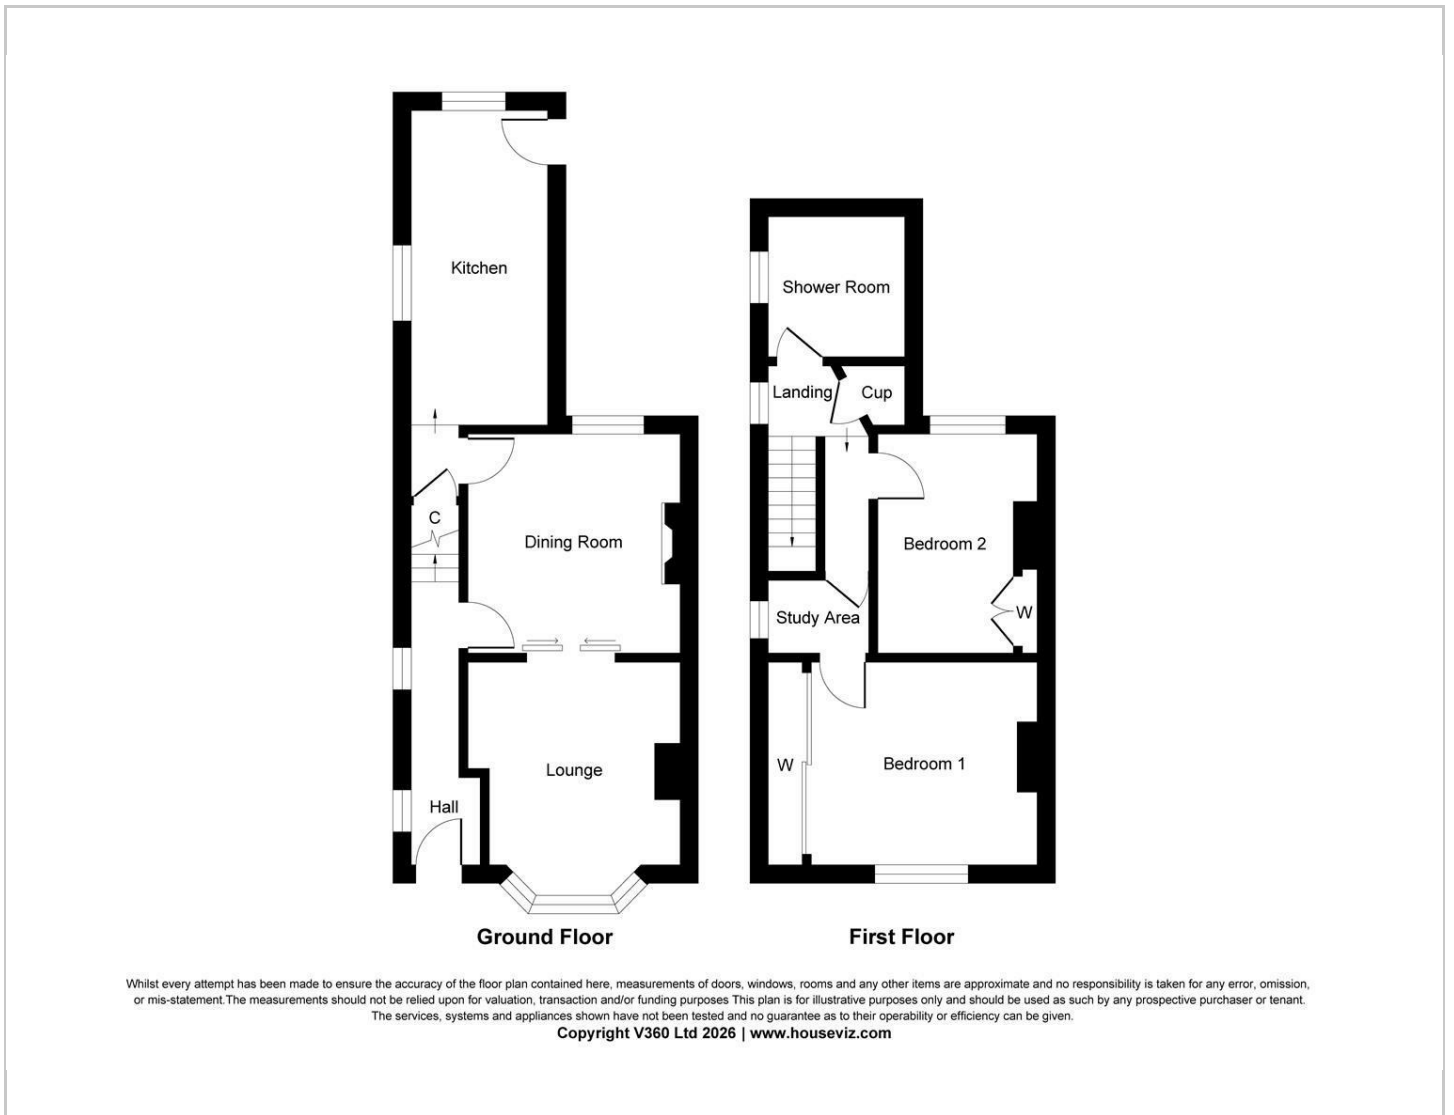 Kitchen
C
Dining Room
Lounge
Hall
Ground Floor
Shower Room
Landing
Cup
Bedroom 2
W
Study Area
W
Bedroom 1
First Floor
Whilst every attempt has been made to ensure the accuracy of the floor plan contained here, measurements of doors, windows, rooms and any other items are approximate and no responsibility is taken for any error, omission,
or mis-statement.The measurements should not be relied upon for valuation, transaction and/or funding purposes This plan is for illustrative purposes only and should be used as such by any prospective purchaser or tenant.
The services, systems and appliances shown have not been tested and no guarantee as to their operability or efficiency can be given.
Copyright V360 Ltd 2026 | www.houseviz.com